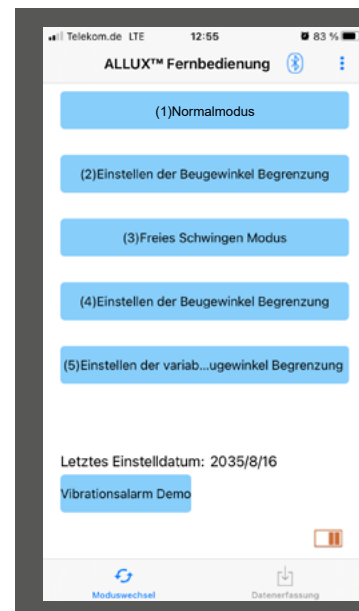 Telekom.de LTE 12:55 83 %
ALLUX™ Fernbedienung
(1)Normalmodus
(2)Einstellen der Beugewinkel Begrenzung
(3)Freies Schwingen Modus
(4)Einstellen der Beugewinkel Begrenzung
(5)Einstellen der variab...ugewinkel Begrenzung
Letztes Einstelldatum: 2035/8/16
Vibrationsalarm Demo
Moduswechsel Datenerfassung